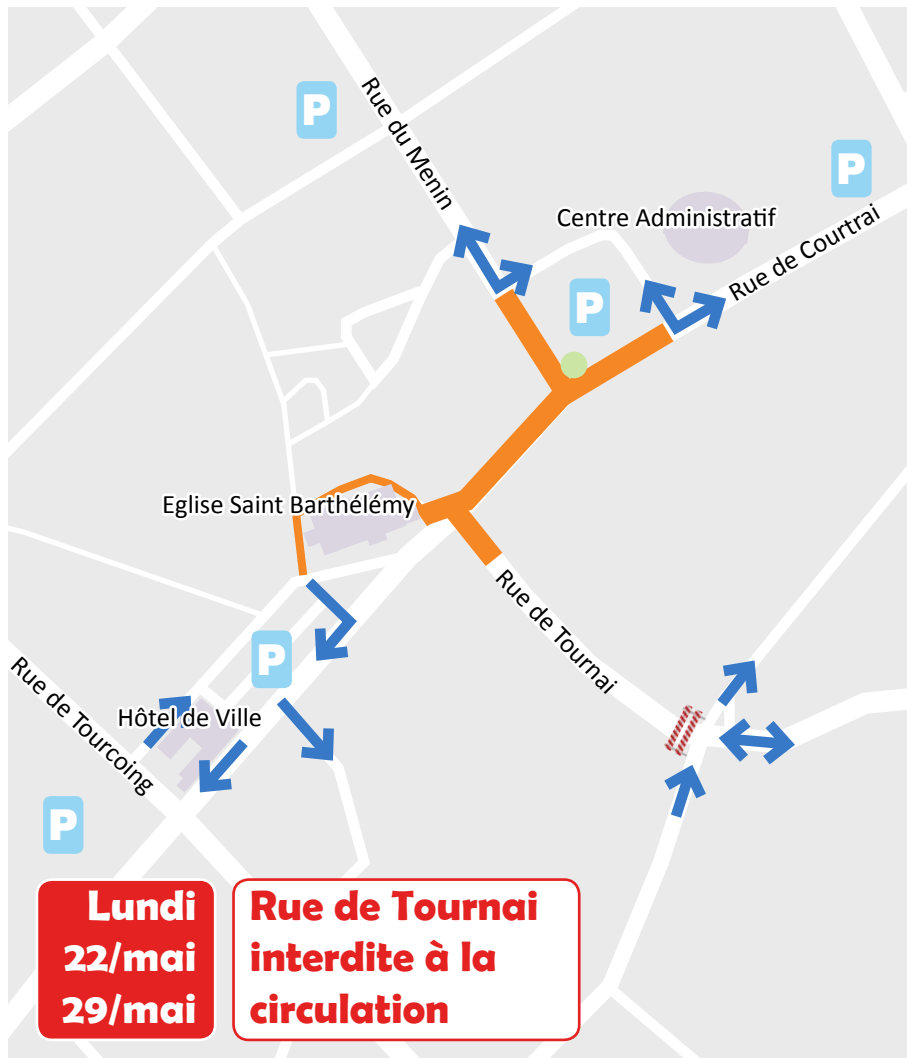 P
Rue du Menin
P
Centre Administratif
Rue de Courtrai
P
Eglise Saint Barthélémy
Rue de Tournai
P
Rue de Tourcoing
Hôtel de Ville
P
Lundi
22/mai
29/mai
Rue de Tournai
interdite à la
circulation